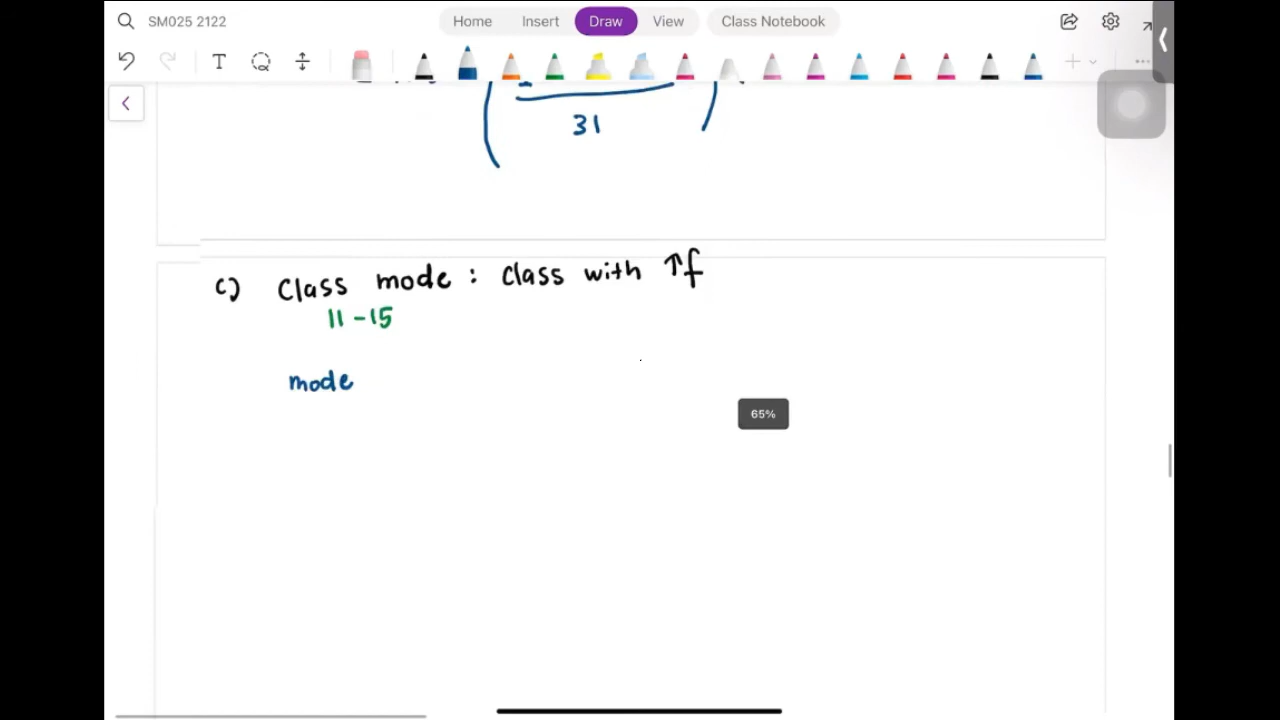 SM025 2122
Home Insert Draw View Class Notebook
T
31
c) Class mode : class with ↑f
11 - 15
mode
65%